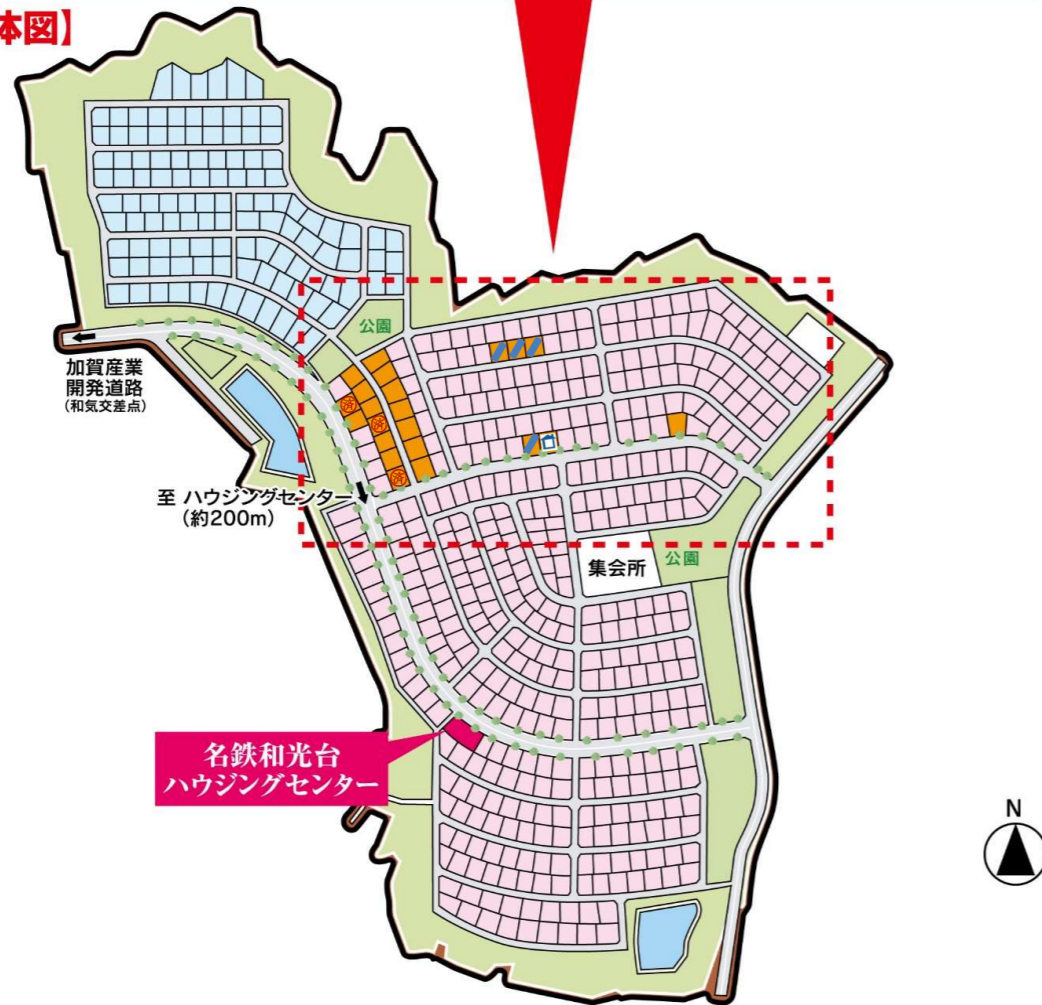 体図】
公園
加賀産業
開発道路
(和気交差点)
至 ハウジングセンター
(約200m)
集会所
公園
名鉄和光台
ハウジングセンター
N